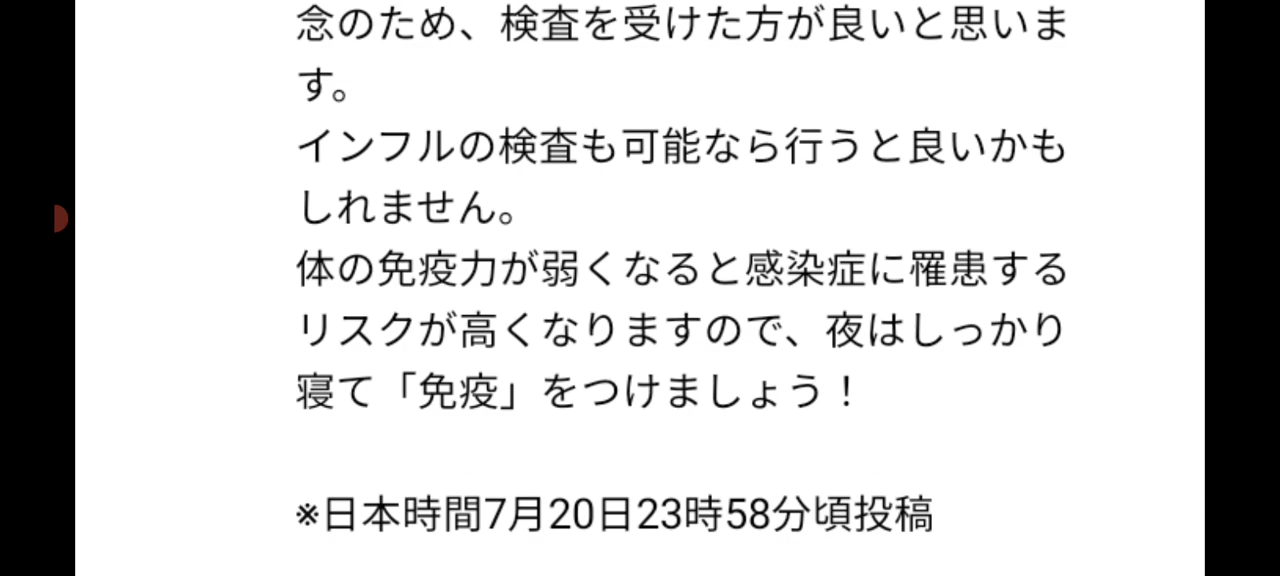 念のため、検査を受けた方が良いと思いま
す。
インフルの検査も可能なら行うと良いかも
しれません。
体の免疫力が弱くなると感染症に罹患する
リスクが高くなりますので、夜はしっかり
寝て「免疫」をつけましょう！
※日本時間7月20日23時58分頃投稿